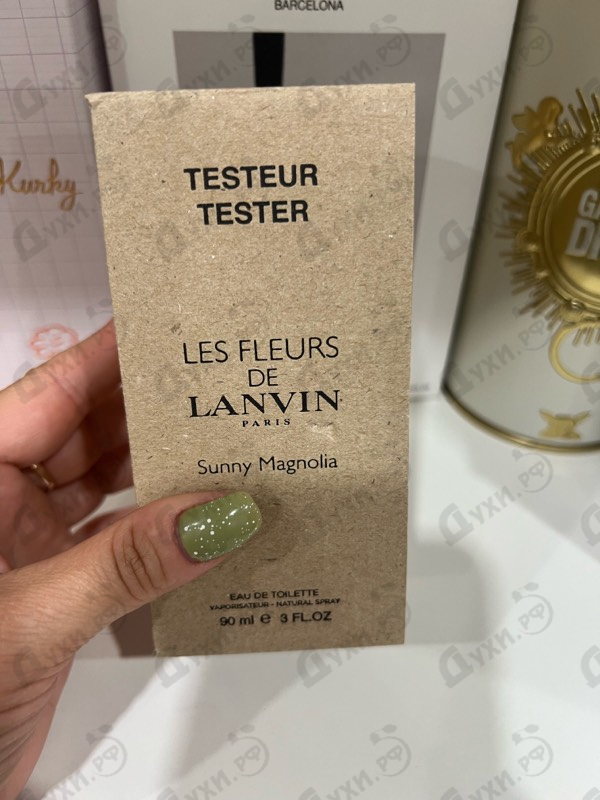 BARCELONA
Kurky
TESTEUR
TESTER
LES FLEURS
DE
LANVIN
PARIS
Sunny Magnolia
EAU DE TOILETTE
VAPORISATEUR - NATURAL SPRAY
90 ml e 3 FL.OZ
Духи.РФ